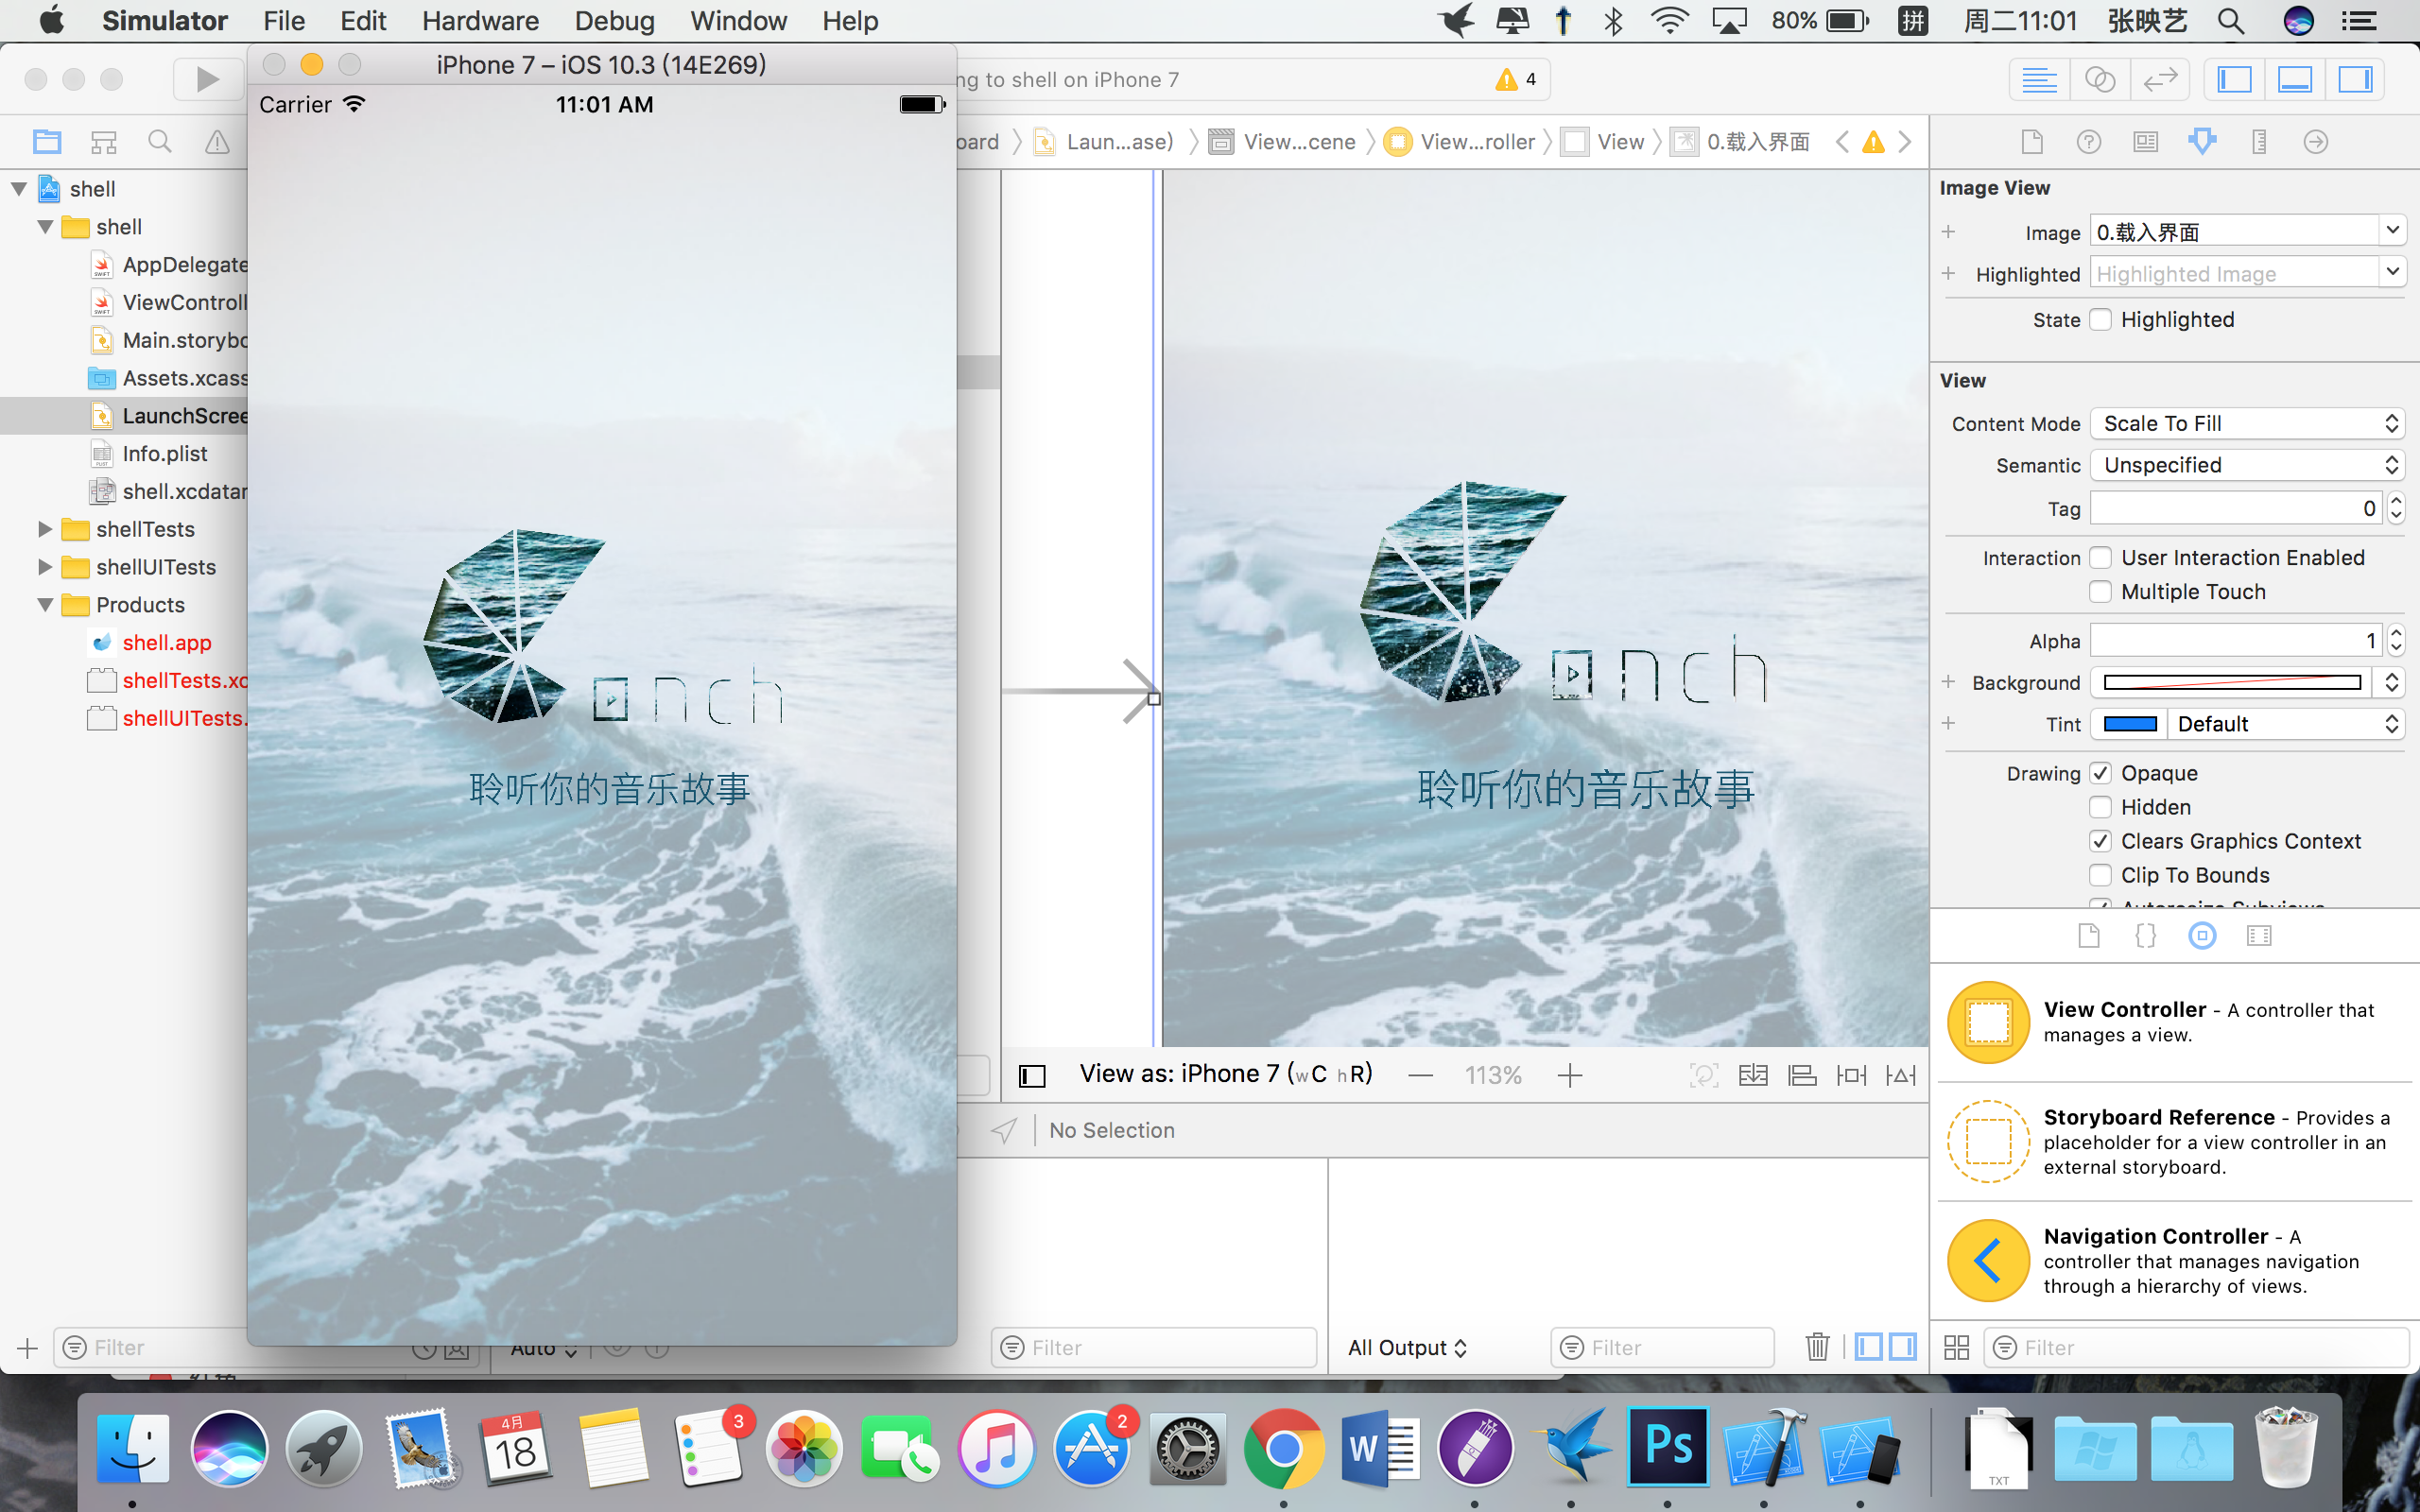 Simulator File Edit Hardware Debug Window Help 80% 拼 周二11:01 张映艺
iPhone 7 – iOS 10.3 (14E269)
ng to shell on iPhone 7
4
Carrier 11:01 AM
oard Laun...ase) View...cene View...roller View 0.载入界面
shell
shell
AppDelegate
ViewControll
Main.storybo
Assets.xcass
LaunchScree
Info.plist
shell.xcdatar
shellTests
shellUITests
Products
shell.app
shellTests.xc
shellUITests.
Filter
nch
聆听你的音乐故事
nch
聆听你的音乐故事
View as: iPhone 7 (wC hR) — 113% +
No Selection
Auto
Filter
All Output
Filter
Image View
Image 0.载入界面
Highlighted Highlighted Image
State Highlighted
View
Content Mode Scale To Fill
Semantic Unspecified
Tag 0
Interaction User Interaction Enabled
Multiple Touch
Alpha 1
Background
Tint Default
Drawing Opaque
Hidden
Clears Graphics Context
Clip To Bounds
Autoresize Subviews
View Controller - A controller that
manages a view.
Storyboard Reference - Provides a
placeholder for a view controller in an
external storyboard.
Navigation Controller - A
controller that manages navigation
through a hierarchy of views.
Filter
4月
18
3
2
W
Ps
TXT